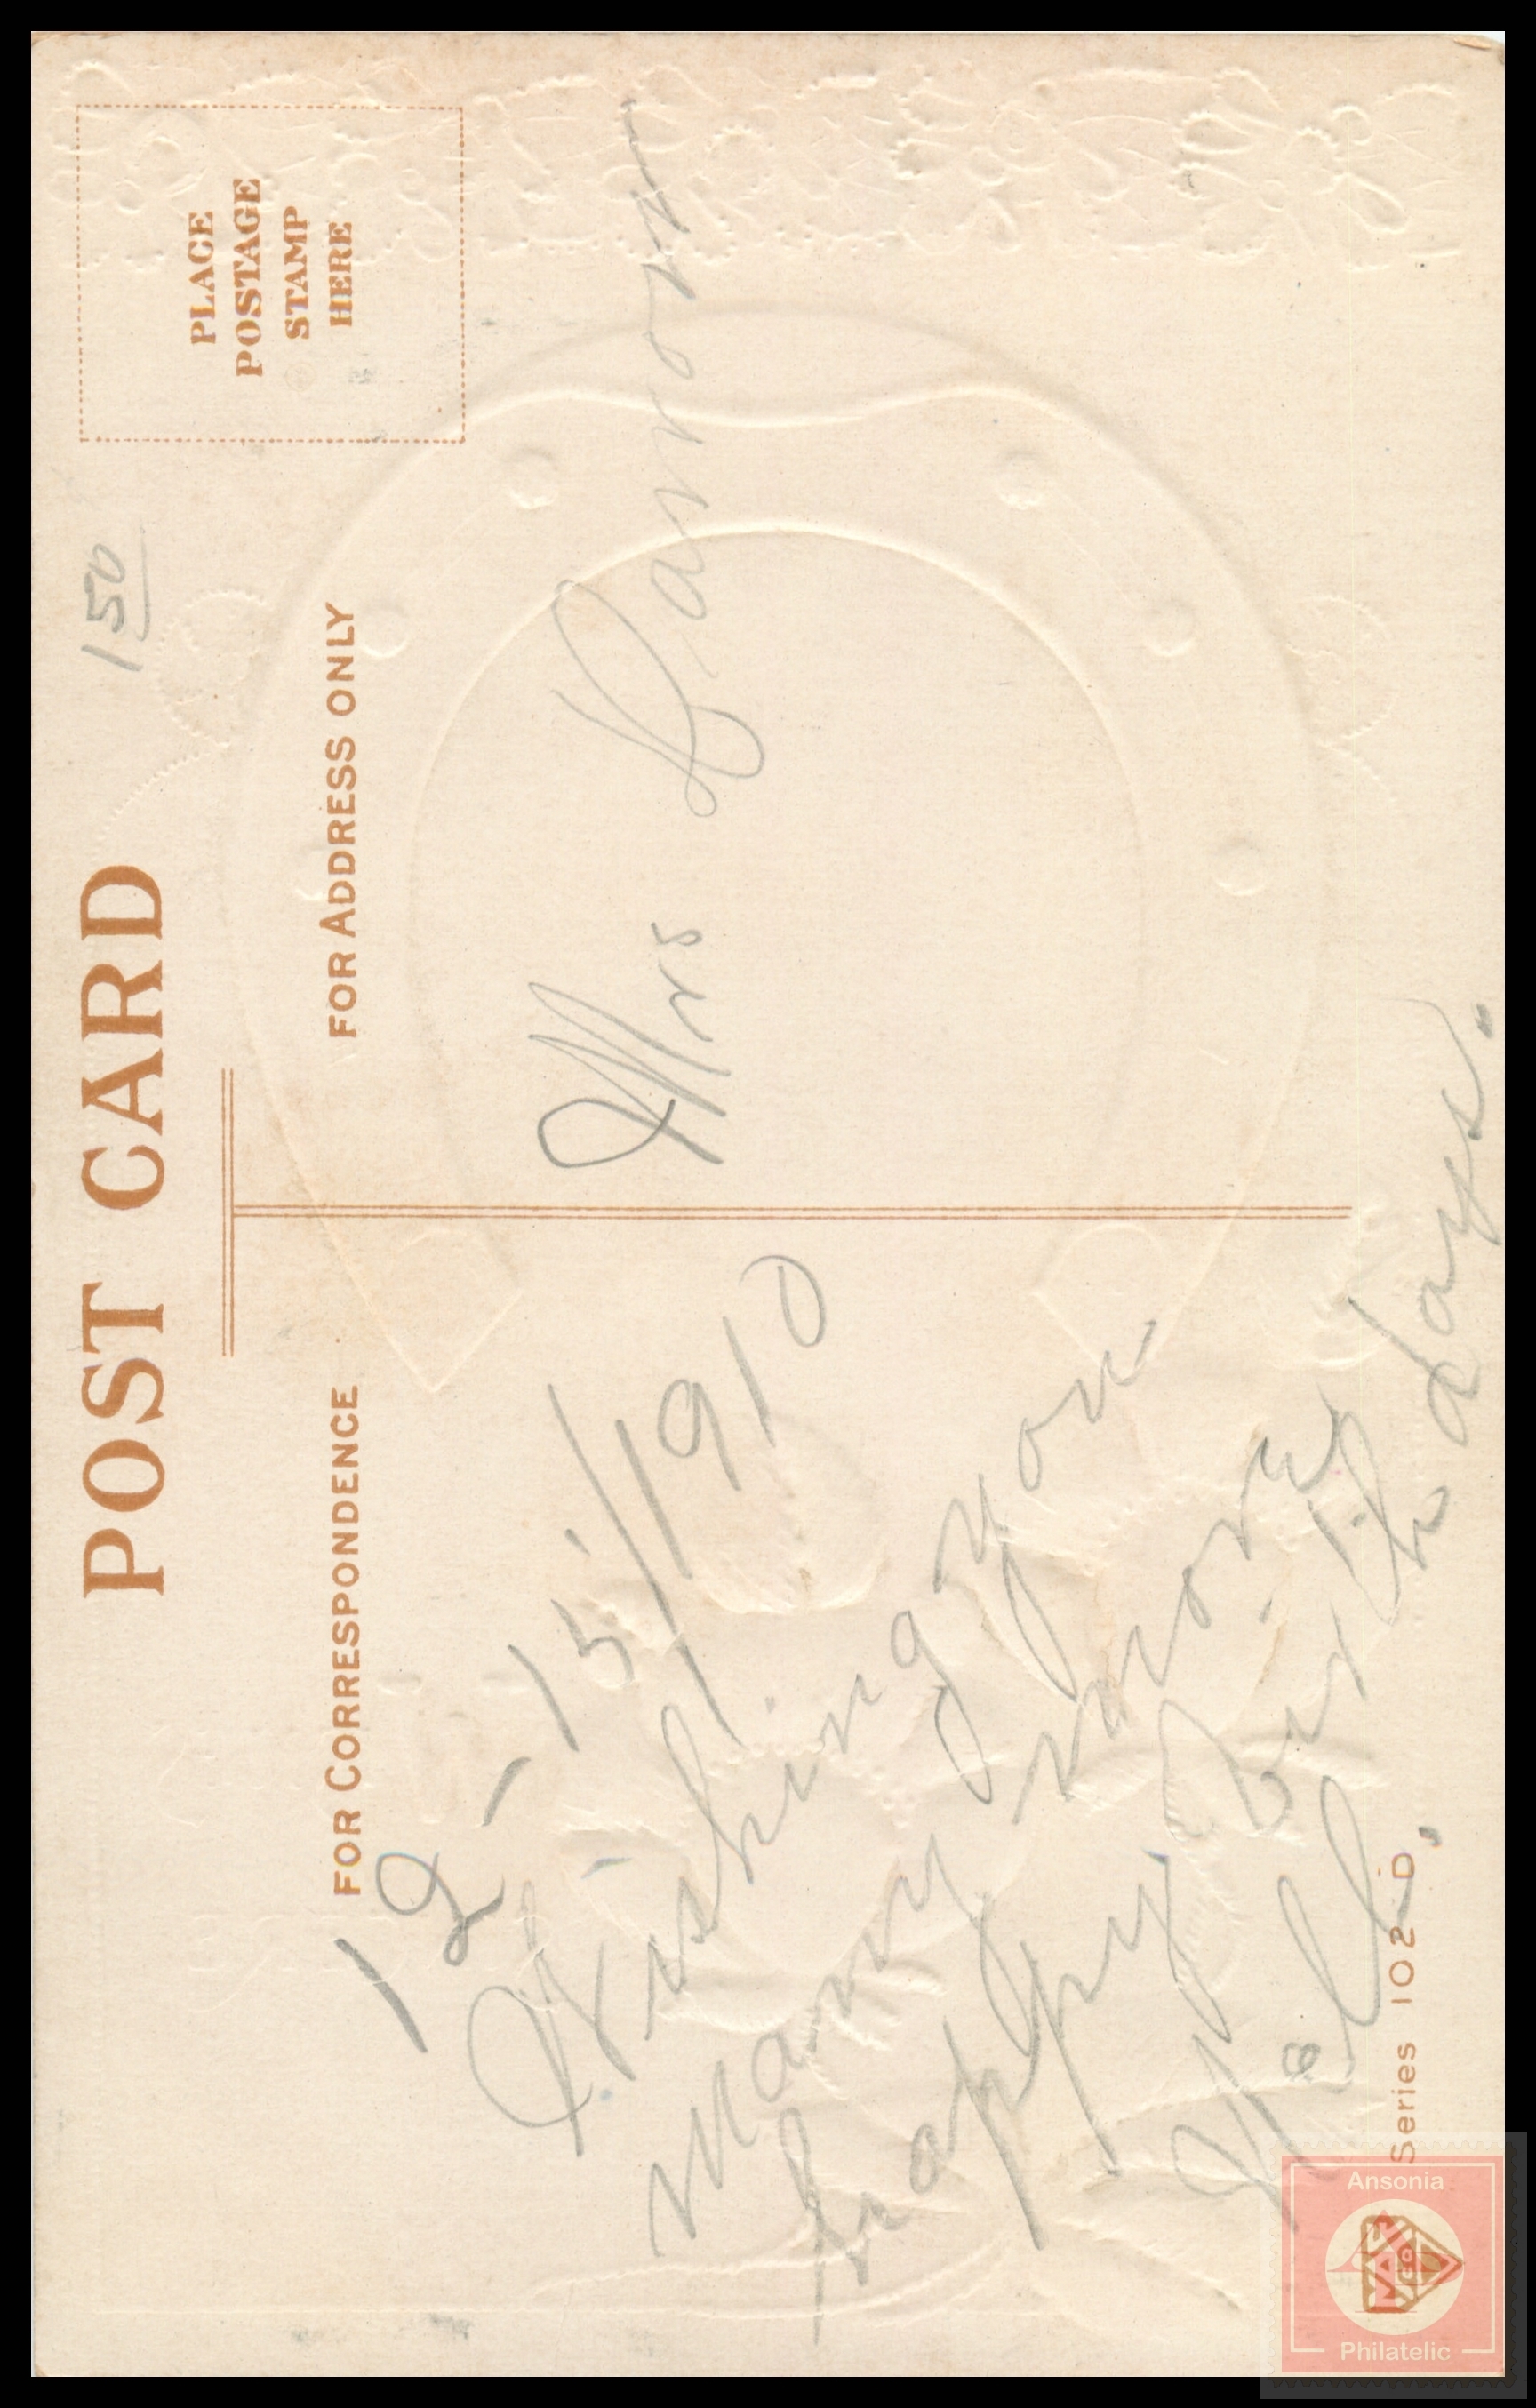 POST CARD
150
PLACE
POSTAGE
STAMP
HERE
FOR CORRESPONDENCE
FOR ADDRESS ONLY
12-15/1910
Wishing you
many more
happy birthdays.
Mrs
Series 102 D
Ansonia
Philatelic